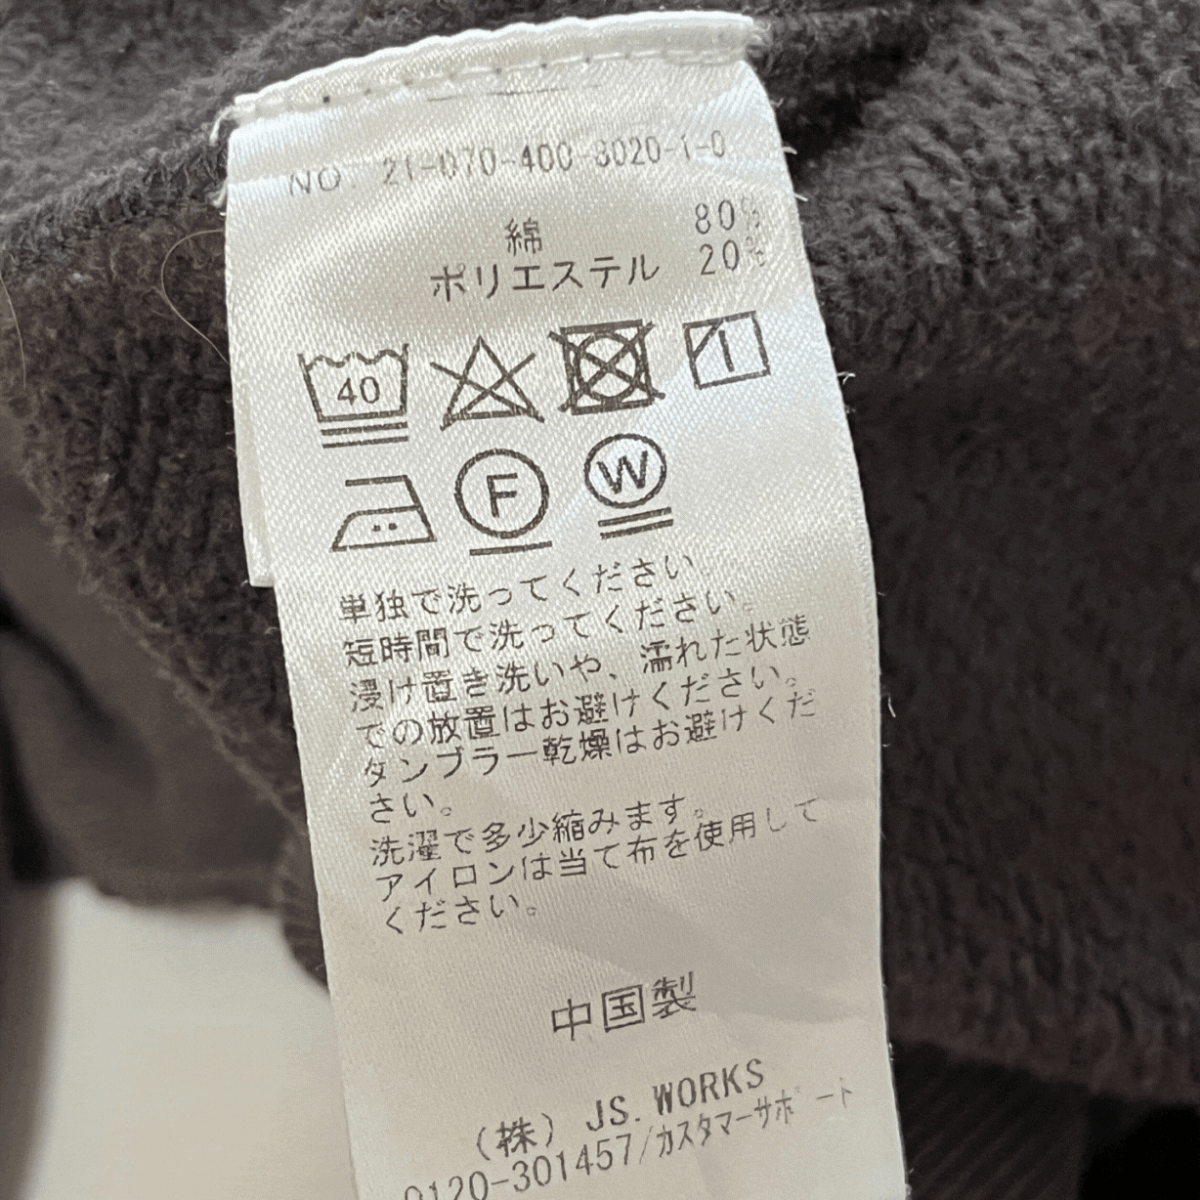 NO. 21-070-400-3020-1-0
綿 80%
ポリエステル 20%
40
F W
単独で洗ってください。
短時間で洗ってください。
浸け置き洗いや、濡れた状態
での放置はお避けください。
タンブラー乾燥はお避けくだ
さい。
洗濯で多少縮みます。
アイロンは当て布を使用して
ください。
中国製
(株) JS.WORKS
0120-301457/カスタマーサポート